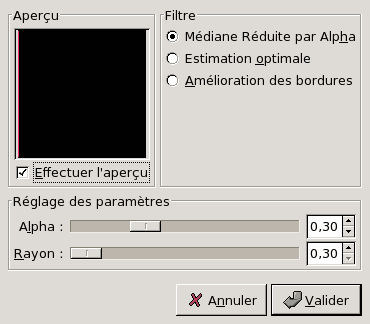 Aperçu
Effectuer l'aperçu
Filtre
Médiane Réduite par Alpha
Estimation optimale
Amélioration des bordures
Réglage des paramètres
Alpha : 0,30
Rayon : 0,30
Annuler
Valider